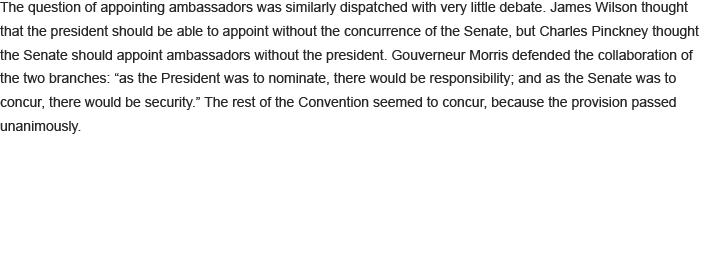 The question of appointing ambassadors was similarly dispatched with very little debate. James Wilson thought
that the president should be able to appoint without the concurrence of the Senate, but Charles Pinckney thought
the Senate should appoint ambassadors without the president. Gouverneur Morris defended the collaboration of
the two branches: “as the President was to nominate, there would be responsibility; and as the Senate was to
concur, there would be security.” The rest of the Convention seemed to concur, because the provision passed
unanimously.